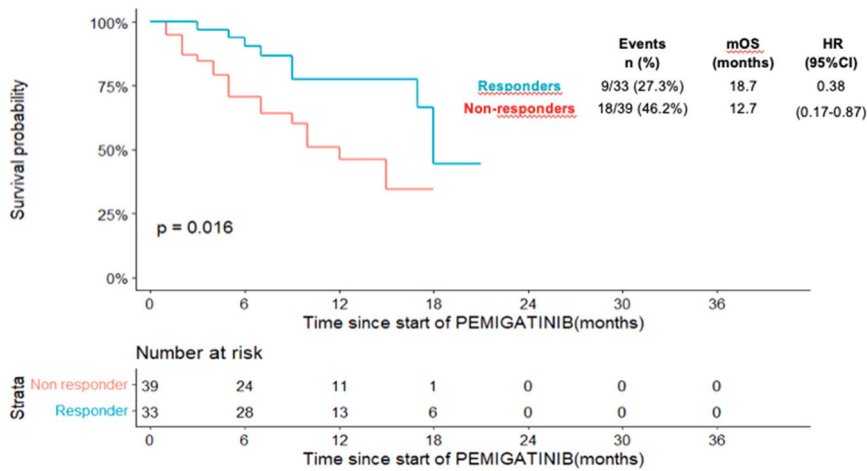 Survival probability
100%
75%
50%
25%
0%
p = 0.016
Events
n (%)
mOS
(months)
HR
(95%CI)
Responders 9/33 (27.3%) 18.7 0.38
Non-responders 18/39 (46.2%) 12.7 (0.17-0.87)
0 6 12 18 24 30 36
Time since start of PEMIGATINIB(months)
Number at risk
Strata
Non responder 39 24 11 1 0 0 0
Responder 33 28 13 6 0 0 0
0 6 12 18 24 30 36
Time since start of PEMIGATINIB(months)